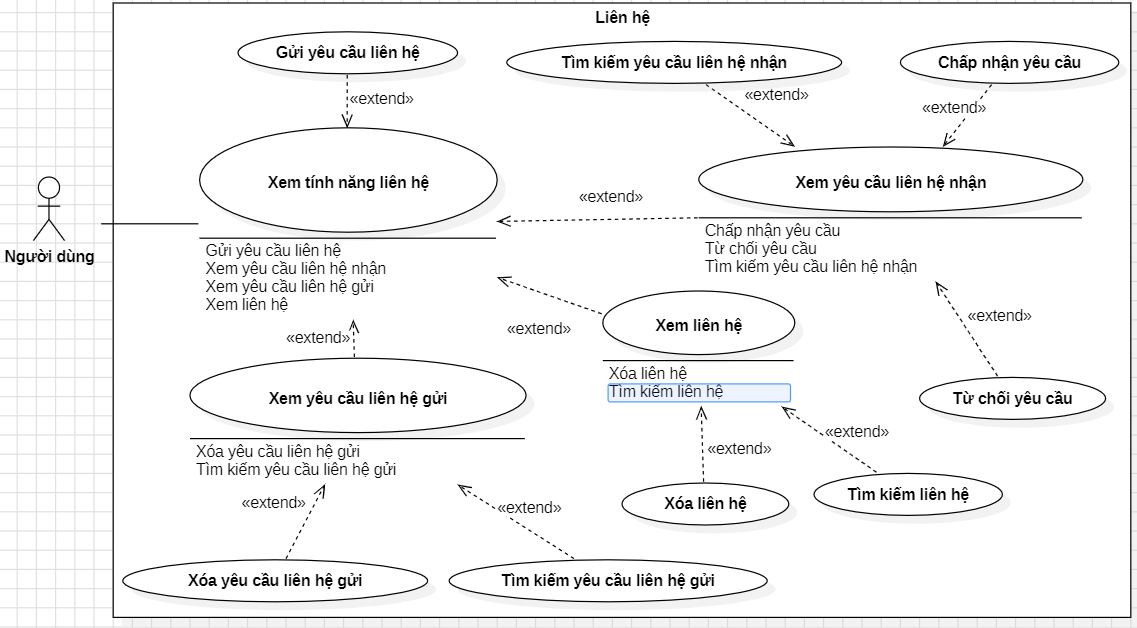 Liên hệ
Gửi yêu cầu liên hệ
Tìm kiếm yêu cầu liên hệ nhận
Chấp nhận yêu cầu
«extend»
«extend»
«extend»
Xem tính năng liên hệ
Xem yêu cầu liên hệ nhận
«extend»
Người dùng
Gửi yêu cầu liên hệ
Xem yêu cầu liên hệ nhận
Xem yêu cầu liên hệ gửi
Xem liên hệ
Chấp nhận yêu cầu
Từ chối yêu cầu
Tìm kiếm yêu cầu liên hệ nhận
«extend»
«extend»
Xem liên hệ
«extend»
Xóa liên hệ
Tìm kiếm liên hệ
Xem yêu cầu liên hệ gửi
Từ chối yêu cầu
Xóa yêu cầu liên hệ gửi
Tìm kiếm yêu cầu liên hệ gửi
«extend»
«extend»
«extend»
«extend»
Xóa liên hệ
Tìm kiếm liên hệ
Xóa yêu cầu liên hệ gửi
Tìm kiếm yêu cầu liên hệ gửi